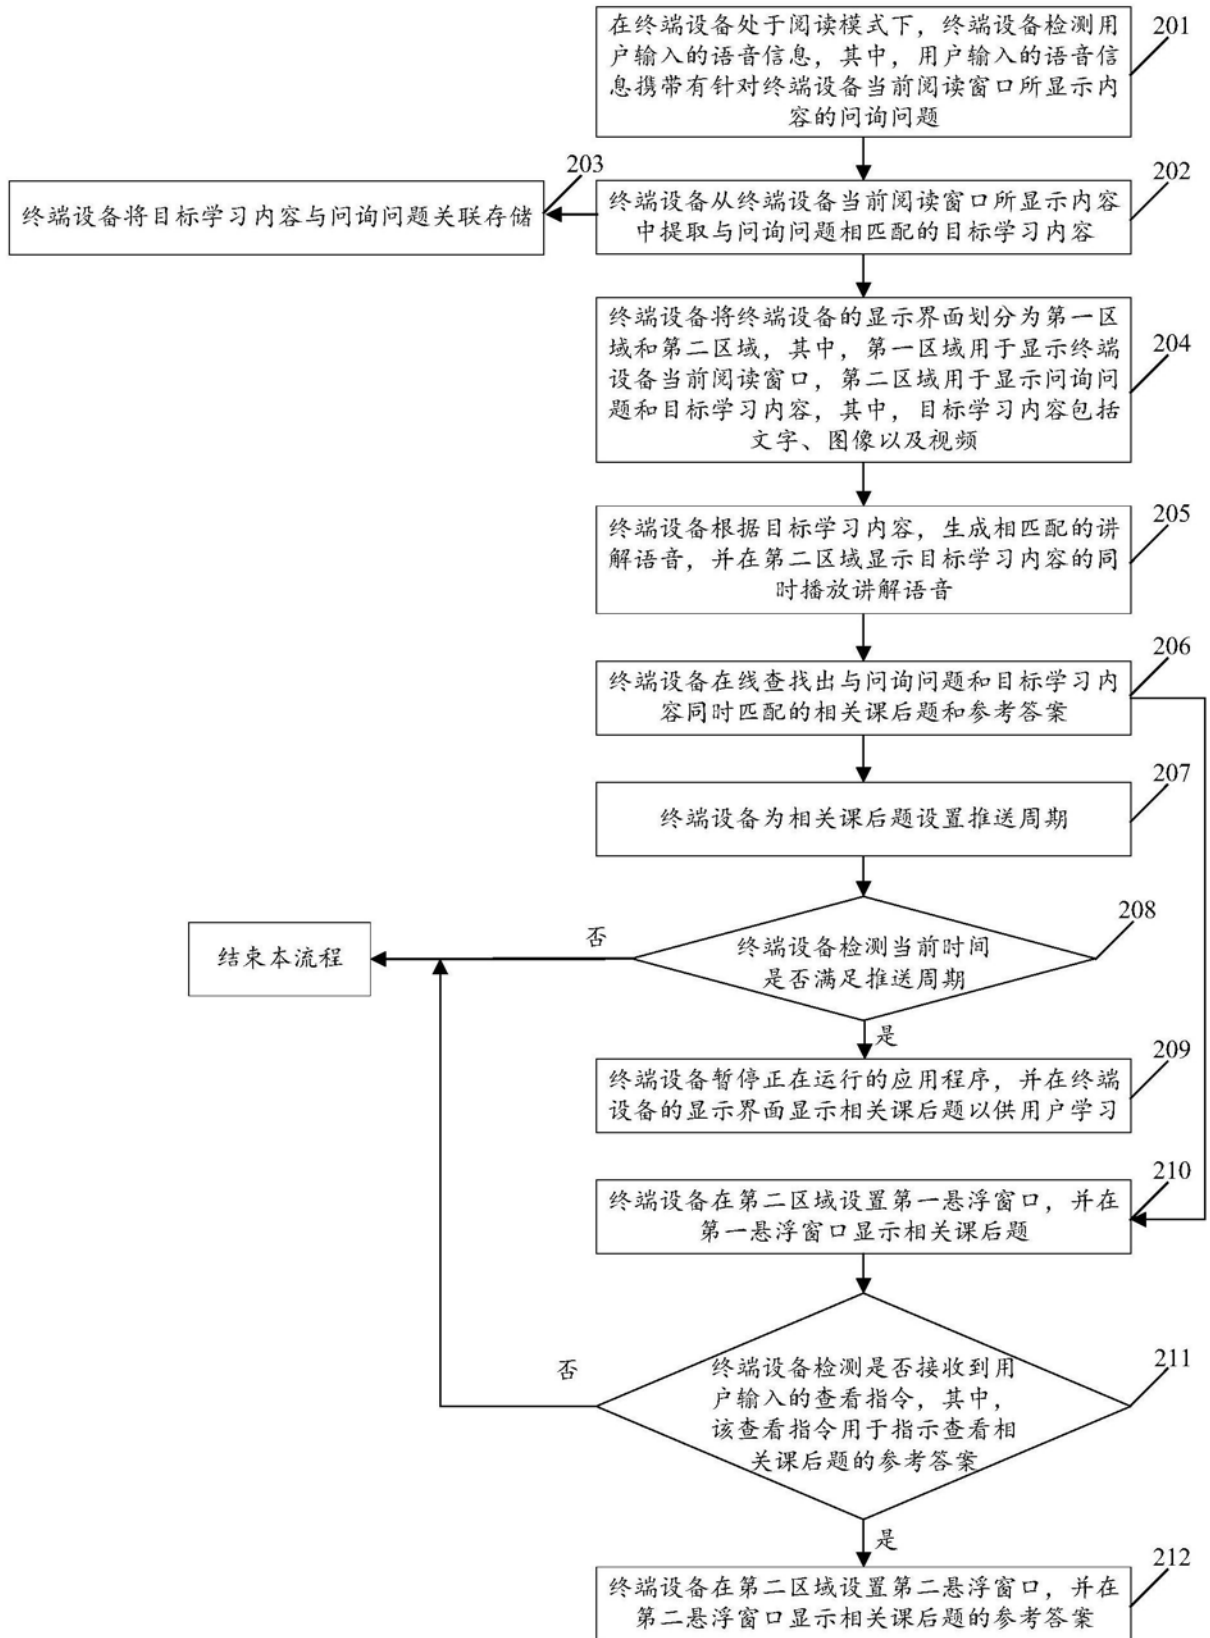 在终端设备处于阅读模式下，终端设备检测用
户输入的语音信息，其中，用户输入的语音信
息携带有针对终端设备当前阅读窗口所显示内
容的问询问题
201
终端设备从终端设备当前阅读窗口所显示内容
中提取与问询问题相匹配的目标学习内容
202
终端设备将目标学习内容与问询问题关联存储
203
终端设备将终端设备的显示界面划分为第一区
域和第二区域，其中，第一区域用于显示终端
设备当前阅读窗口，第二区域用于显示问询问
题和目标学习内容，其中，目标学习内容包括
文字、图像以及视频
204
终端设备根据目标学习内容，生成相匹配的讲
解语音，并在第二区域显示目标学习内容的同
时播放讲解语音
205
终端设备在线查找出与问询问题和目标学习内
容同时匹配的相关课后题和参考答案
206
终端设备为相关课后题设置推送周期
207
终端设备检测当前时间
是否满足推送周期
208
否
结束本流程
是
终端设备暂停正在运行的应用程序，并在终端
设备的显示界面显示相关课后题以供用户学习
209
终端设备在第二区域设置第一悬浮窗口，并在
第一悬浮窗口显示相关课后题
210
终端设备检测是否接收到用
户输入的查看指令，其中，
该查看指令用于指示查看相
关课后题的参考答案
211
否
是
终端设备在第二区域设置第二悬浮窗口，并在
第二悬浮窗口显示相关课后题的参考答案
212